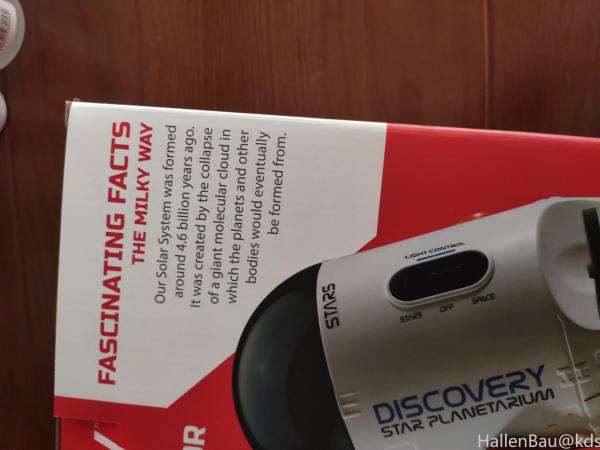 FASCINATING FACTS
THE MILKY WAY
Our Solar System was formed
around 4.6 billion years ago.
It was created by the collapse
of a giant molecular cloud in
which the planets and other
bodies would eventually
be formed from.
LIGHT CONTROL
STARS OFF SPACE
STARS
DISCOVERY
STAR PLANETARIUM
HallenBau@kds